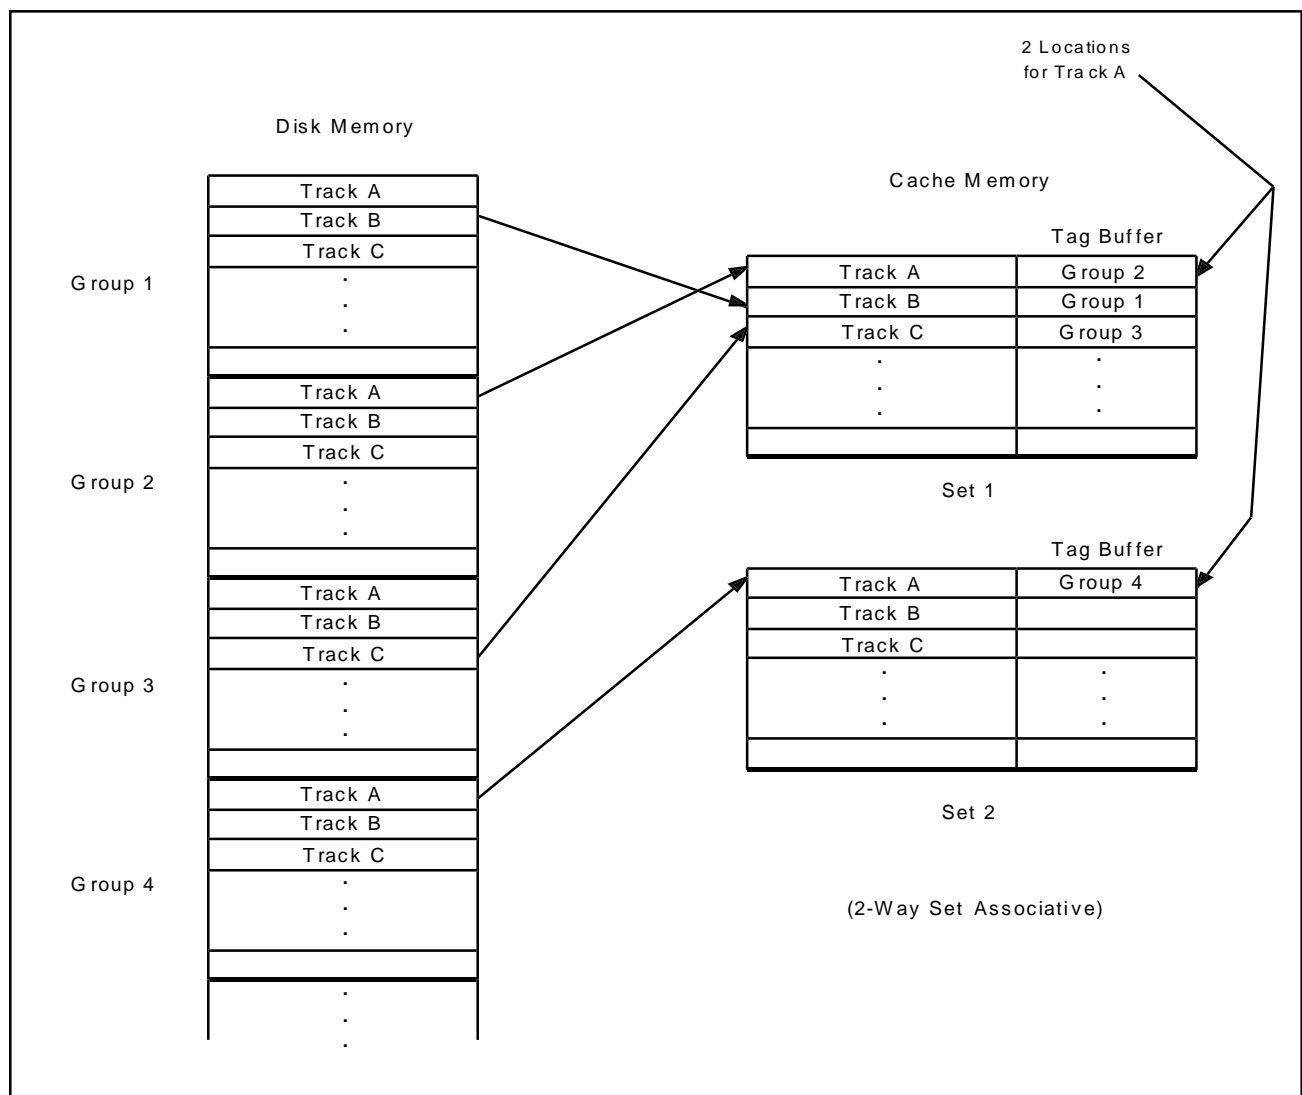 2 Locations
for Track A
Disk Memory
Cache Memory
Group 1
Track A
Track B
Track C
.
.
.
Group 2
Track A
Track B
Track C
.
.
.
Group 3
Track A
Track B
Track C
.
.
.
Group 4
Track A
Track B
Track C
.
.
.
.
.
.
Tag Buffer
Track A Group 2
Track B Group 1
Track C Group 3
. .
. .
. .
Set 1
Tag Buffer
Track A Group 4
Track B
Track C
. .
. .
. .
Set 2
(2-Way Set Associative)